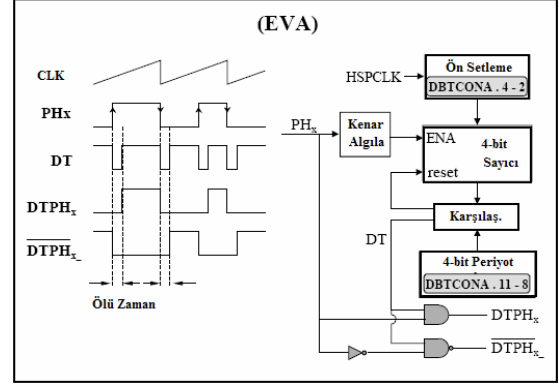 (EVA)
CLK
PHx
DT
DTPHx
DTPHx_
Ölü Zaman
HSPCLK
Ön Setleme
DBTCONA . 4 - 2
PHx
Kenar
Algıla
ENA
4-bit
Sayıcı
reset
Karşılaş.
DT
4-bit Periyot
DBTCONA . 11 - 8
DTPHx
DTPHx_